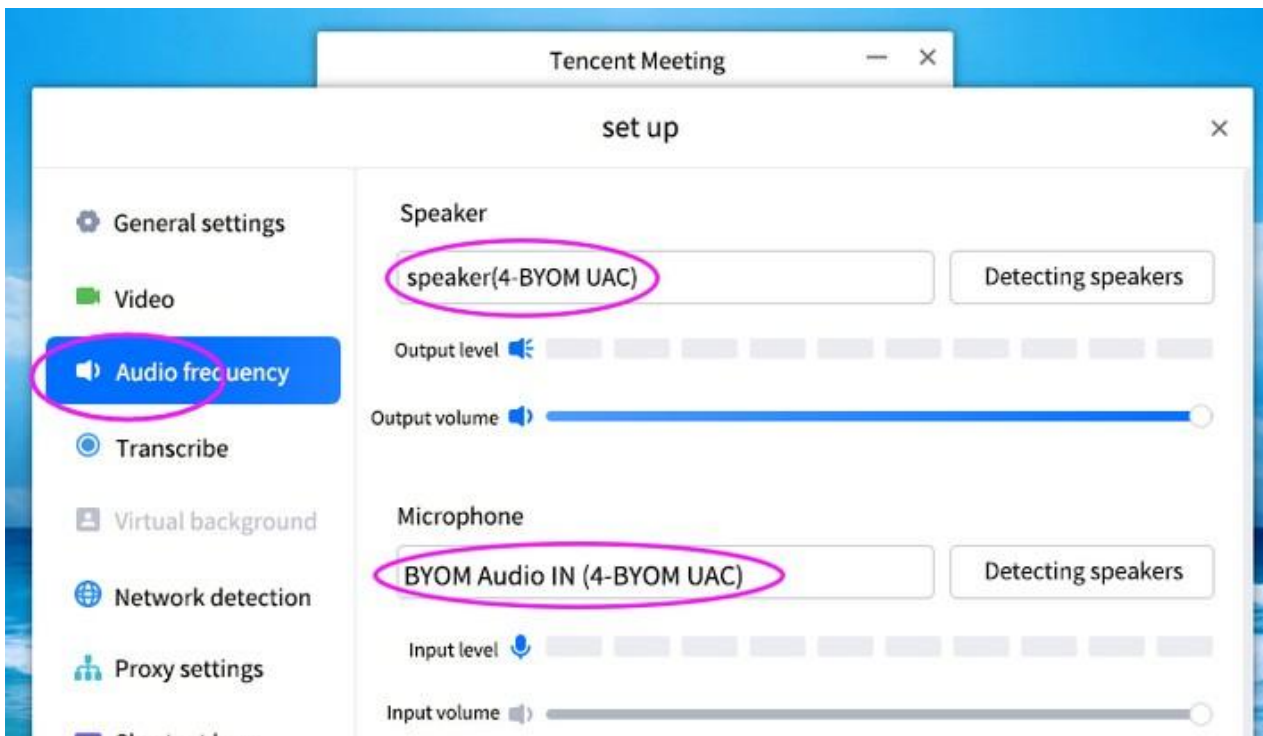 Tencent Meeting
set up
General settings
Video
Audio frequency
Transcribe
Virtual background
Network detection
Proxy settings
Speaker
speaker(4-BYOM UAC)
Detecting speakers
Output level
Output volume
Microphone
BYOM Audio IN (4-BYOM UAC)
Detecting speakers
Input level
Input volume